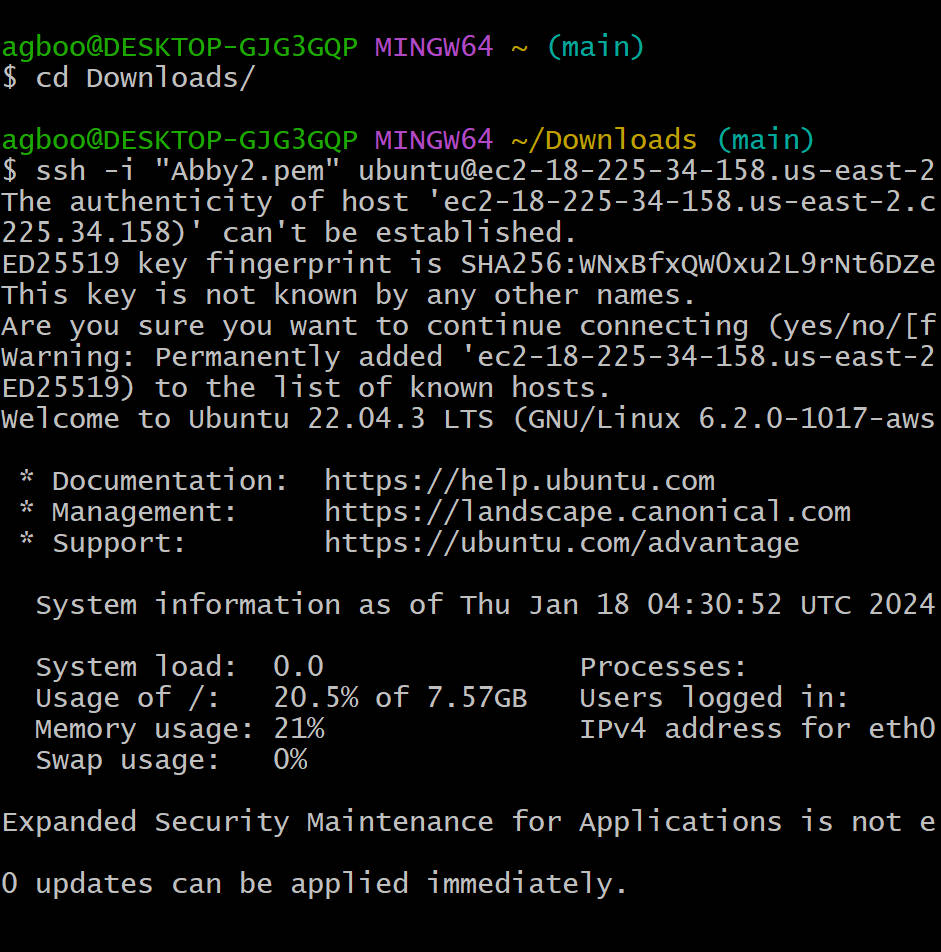 agboo@DESKTOP-GJG3GQP MINGW64 ~ (main)
$ cd Downloads/
agboo@DESKTOP-GJG3GQP MINGW64 ~/Downloads (main)
$ ssh -i "Abby2.pem" ubuntu@ec2-18-225-34-158.us-east-2
The authenticity of host 'ec2-18-225-34-158.us-east-2.c
225.34.158)' can't be established.
ED25519 key fingerprint is SHA256:WNxBfxQW0xu2L9rNt6DZe
This key is not known by any other names.
Are you sure you want to continue connecting (yes/no/[f
Warning: Permanently added 'ec2-18-225-34-158.us-east-2
ED25519) to the list of known hosts.
Welcome to Ubuntu 22.04.3 LTS (GNU/Linux 6.2.0-1017-aws
* Documentation: https://help.ubuntu.com
* Management: https://landscape.canonical.com
* Support: https://ubuntu.com/advantage
System information as of Thu Jan 18 04:30:52 UTC 2024
System load: 0.0 Processes:
Usage of /: 20.5% of 7.57GB Users logged in:
Memory usage: 21% IPv4 address for eth0
Swap usage: 0%
Expanded Security Maintenance for Applications is not e
0 updates can be applied immediately.